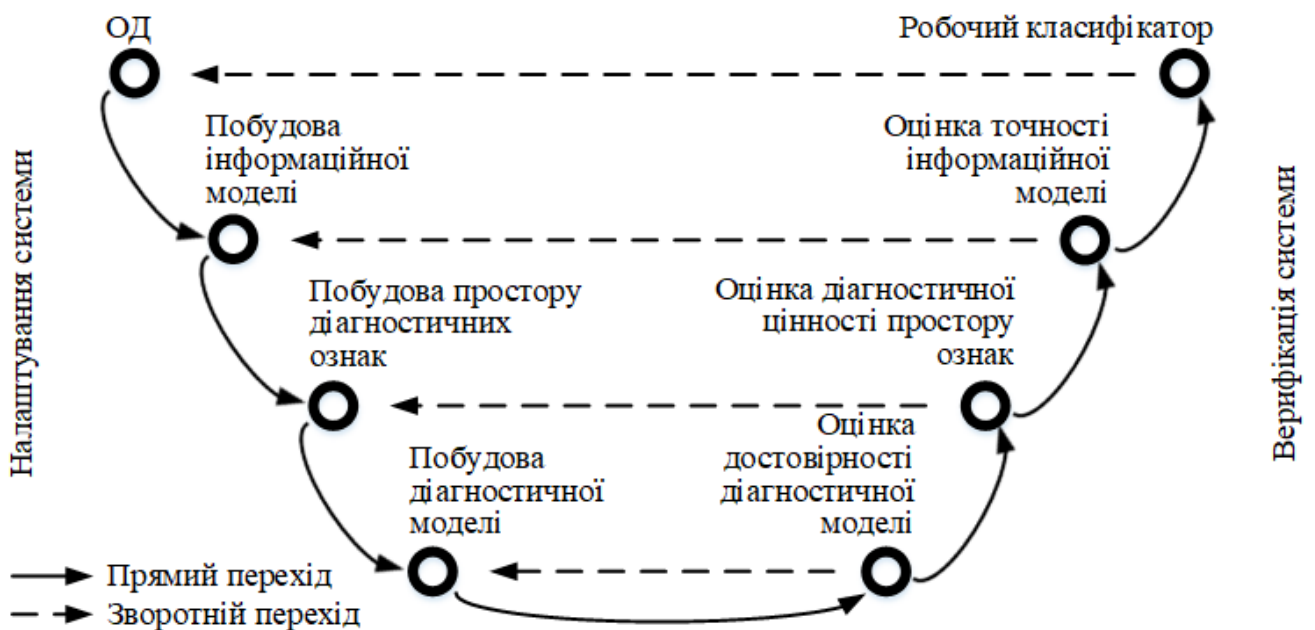 ОД
Робочий класифікатор
Побудова
інформаційної
моделі
Оцінка точності
інформаційної
моделі
Налаштування системи
Верифікація системи
Побудова простору
діагностичних
ознак
Оцінка діагностичної
цінності простору
ознак
Побудова
діагностичної
моделі
Оцінка
достовірності
діагностичної
моделі
Прямий перехід
Зворотній перехід